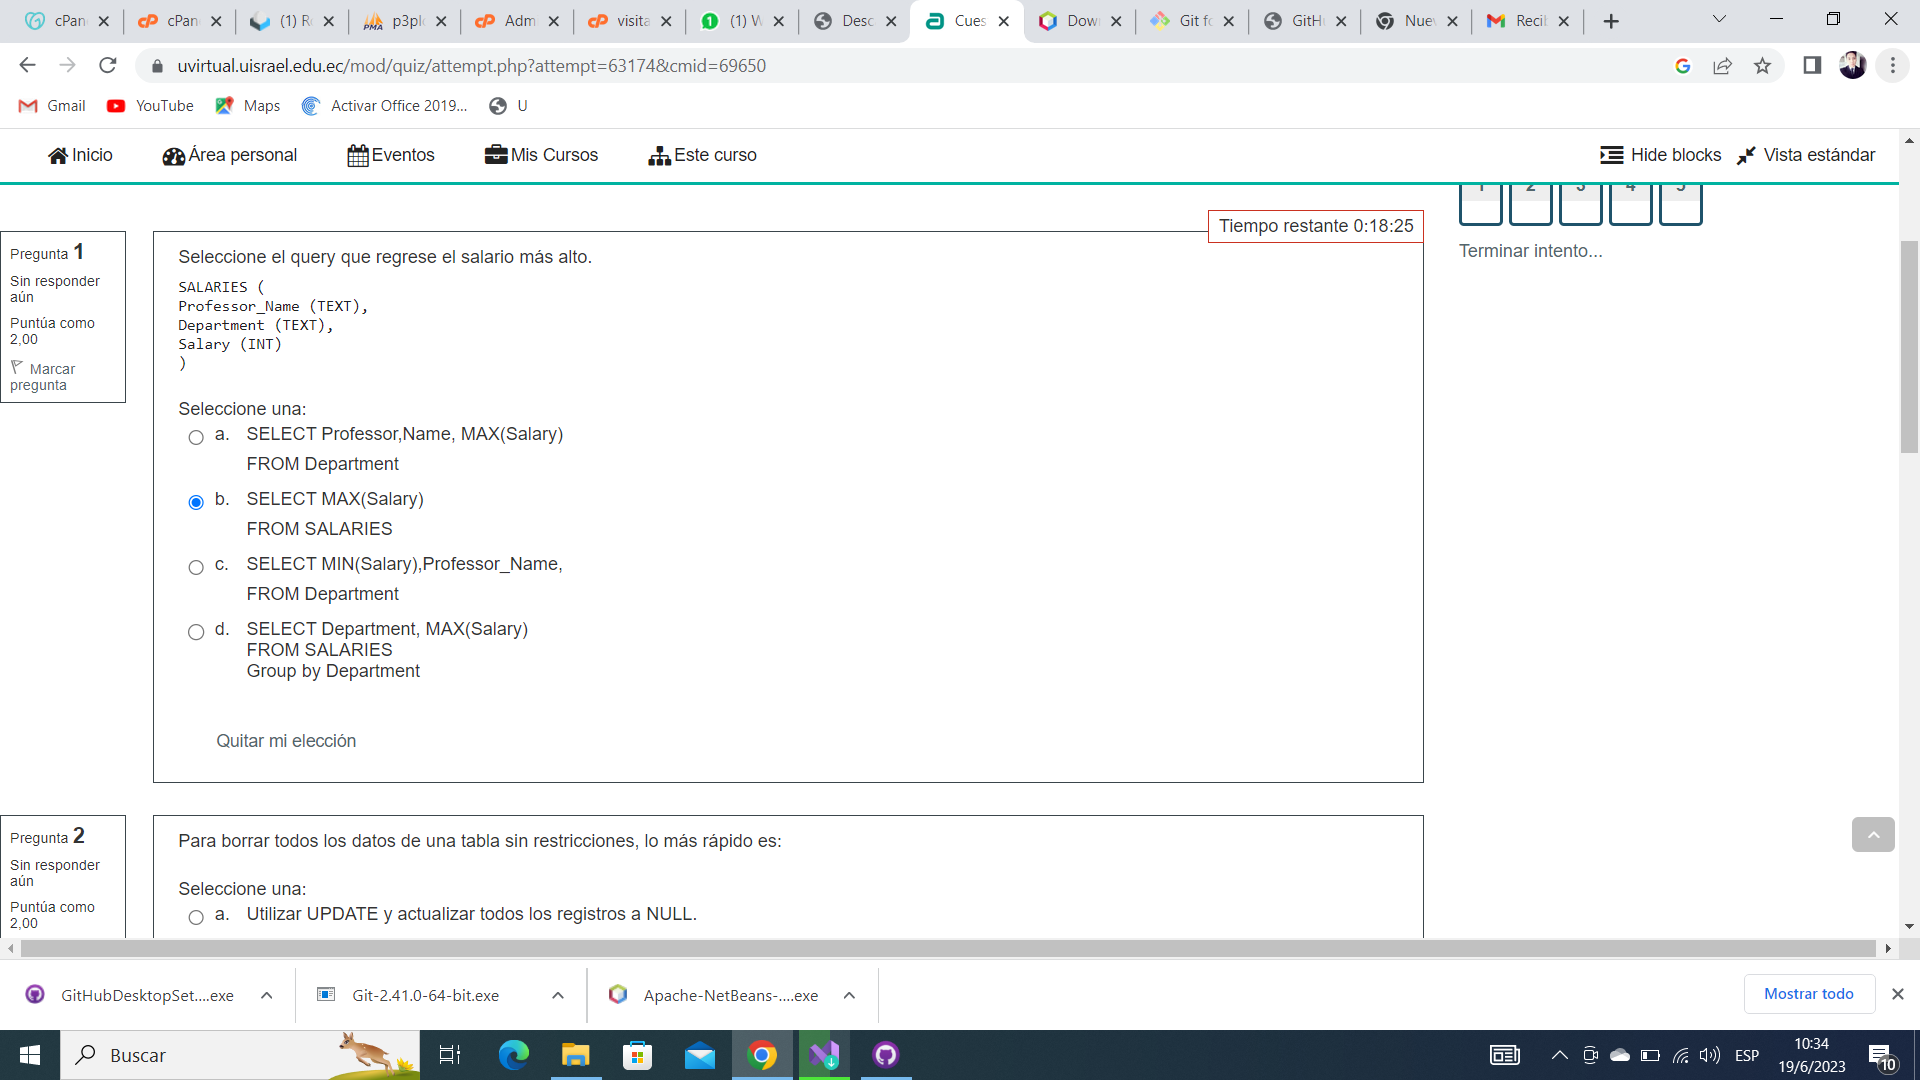 cPan
cPan
(1) R
p3pl
Adm
visita
(1) W
Desc
Cues
Dow
Git fo
GitH
Nue
Recib
uvirtual.uisrael.edu.ec/mod/quiz/attempt.php?attempt=63174&cmid=69650
Gmail
YouTube
Maps
Activar Office 2019...
U
Inicio
Área personal
Eventos
Mis Cursos
Este curso
Hide blocks
Vista estándar
1 2 3 4 5
Terminar intento...
Tiempo restante 0:18:25
Pregunta 1
Sin responder
aún
Puntúa como
2,00
Marcar
pregunta
Seleccione el query que regrese el salario más alto.
SALARIES (
Professor_Name (TEXT),
Department (TEXT),
Salary (INT)
)
Seleccione una:
a. SELECT Professor,Name, MAX(Salary)
FROM Department
b. SELECT MAX(Salary)
FROM SALARIES
c. SELECT MIN(Salary),Professor_Name,
FROM Department
d. SELECT Department, MAX(Salary)
FROM SALARIES
Group by Department
Quitar mi elección
Pregunta 2
Sin responder
aún
Puntúa como
2,00
Para borrar todos los datos de una tabla sin restricciones, lo más rápido es:
Seleccione una:
a. Utilizar UPDATE y actualizar todos los registros a NULL.
GitHubDesktopSet....exe
Git-2.41.0-64-bit.exe
Apache-NetBeans-....exe
Mostrar todo
Buscar
ESP
10:34
19/6/2023
10